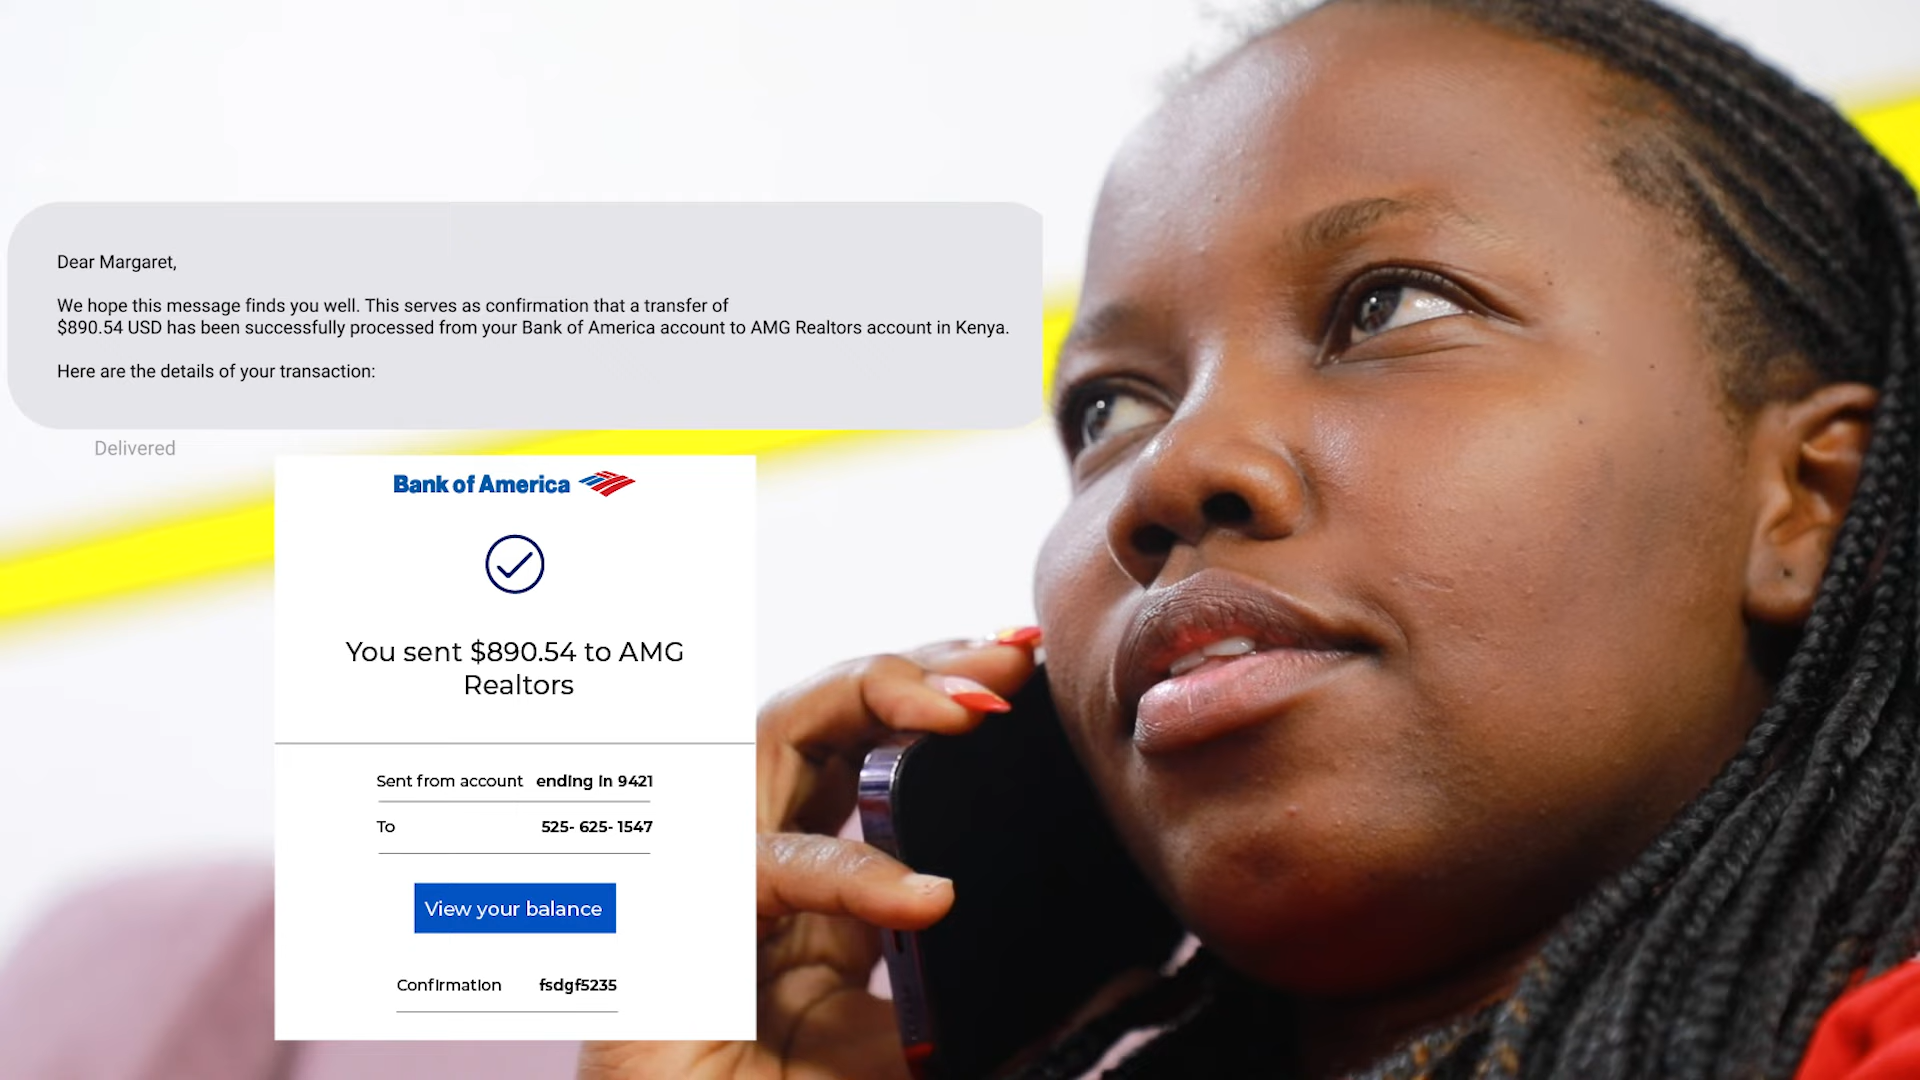 Dear Margaret,
We hope this message finds you well. This serves as confirmation that a transfer of
$890.54 USD has been successfully processed from your Bank of America account to AMG Realtors account in Kenya.
Here are the details of your transaction:
Delivered
Bank of America
You sent $890.54 to AMG
Realtors
Sent from account ending in 9421
To 525- 625- 1547
View your balance
Confirmation fsdgf5235